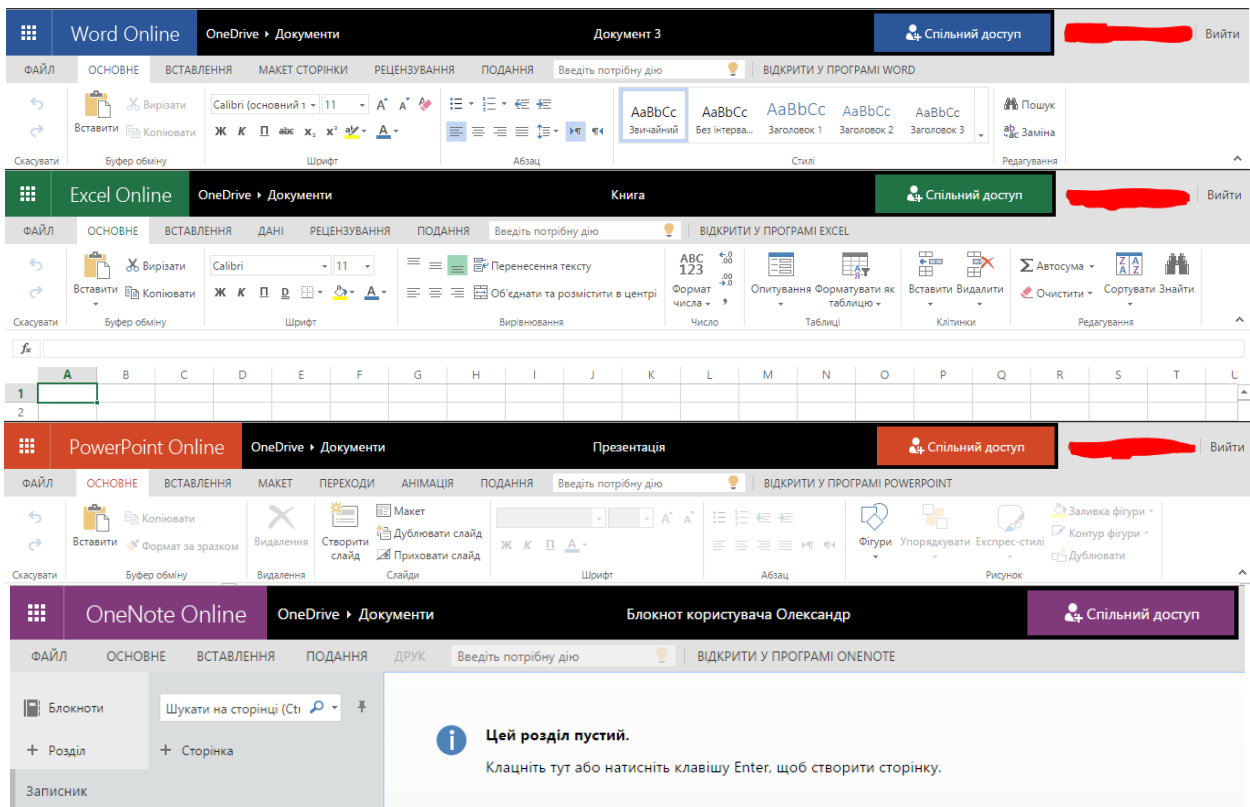 Word Online OneDrive ▸ Документи Документ 3 Спільний доступ Вийти
ФАЙЛ ОСНОВНЕ ВСТАВЛЕННЯ МАКЕТ СТОРІНКИ РЕЦЕНЗУВАННЯ ПОДАННЯ Введіть потрібну дію ВІДКРИТИ У ПРОГРАМІ WORD
Вставити Вирізати Копіювати Calibri (основний т 11 A A
Ж К П abc x₂ x² ab A
AaBbCc AaBbCc AaBbCc AaBbCc AaBbCc
Звичайний Без інтерва... Заголовок 1 Заголовок 2 Заголовок 3
Пошук
Заміна
Скасувати Буфер обміну Шрифт Абзац Стилі Редагування
Excel Online OneDrive ▸ Документи Книга Спільний доступ Вийти
ФАЙЛ ОСНОВНЕ ВСТАВЛЕННЯ ДАНІ РЕЦЕНЗУВАННЯ ПОДАННЯ Введіть потрібну дію ВІДКРИТИ У ПРОГРАМІ EXCEL
Вставити Вирізати Копіювати Calibri 11
Ж К П D A
Перенесення тексту
Об'єднати та розмістити в центрі
ABC 123
Формат числа
Опитування Форматувати як таблицю
Вставити Видалити
Автосума
Очистити
Сортувати Знайти
Скасувати Буфер обміну Шрифт Вирівнювання Число Таблиці Клітинки Редагування
fx
A B C D E F G H I J K L M N O P Q R S T U
1
2
PowerPoint Online OneDrive ▸ Документи Презентація Спільний доступ Вийти
ФАЙЛ ОСНОВНЕ ВСТАВЛЕННЯ МАКЕТ ПЕРЕХОДИ АНІМАЦІЯ ПОДАННЯ Введіть потрібну дію ВІДКРИТИ У ПРОГРАМІ POWERPOINT
Вставити Копіювати Формат за зразком
Видалення
Створити слайд
Макет
Дублювати слайд
Приховати слайд
A A
Ж К П A
Фігури Упорядкувати Експрес-стилі
Заливка фігури
Контур фігури
Дублювати
Скасувати Буфер обміну Видалення Слайди Шрифт Абзац Рисунок
OneNote Online OneDrive ▸ Документи Блокнот користувача Олександр Спільний доступ
ФАЙЛ ОСНОВНЕ ВСТАВЛЕННЯ ПОДАННЯ ДРУК Введіть потрібну дію ВІДКРИТИ У ПРОГРАМІ ONENOTE
Блокноти Шукати на сторінці (Ct
+ Розділ + Сторінка
Записник
Цей розділ пустий.
Клацніть тут або натисніть клавішу Enter, щоб створити сторінку.